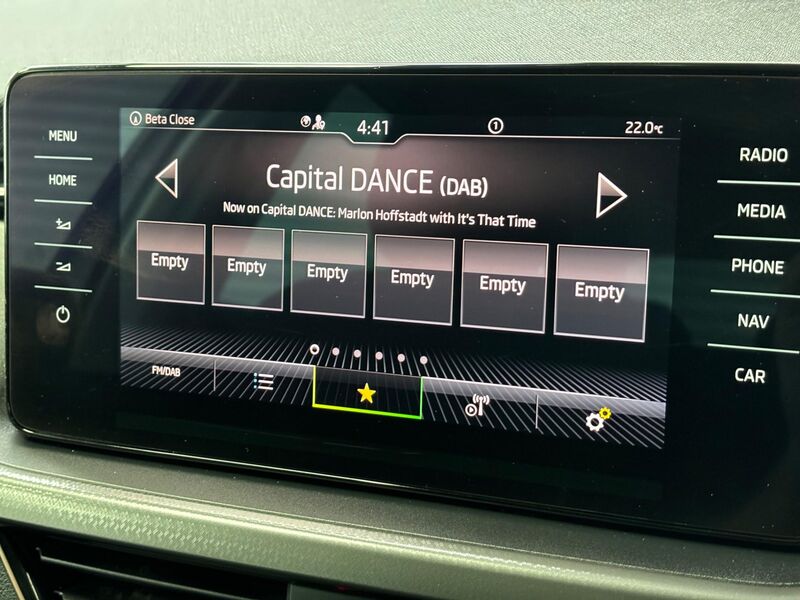 Beta Close
4:41
1
22.0°C
MENU
HOME
RADIO
MEDIA
PHONE
NAV
CAR
Capital DANCE (DAB)
Now on Capital DANCE: Marlon Hoffstadt with It's That Time
Empty
Empty
Empty
Empty
Empty
Empty
FM/DAB